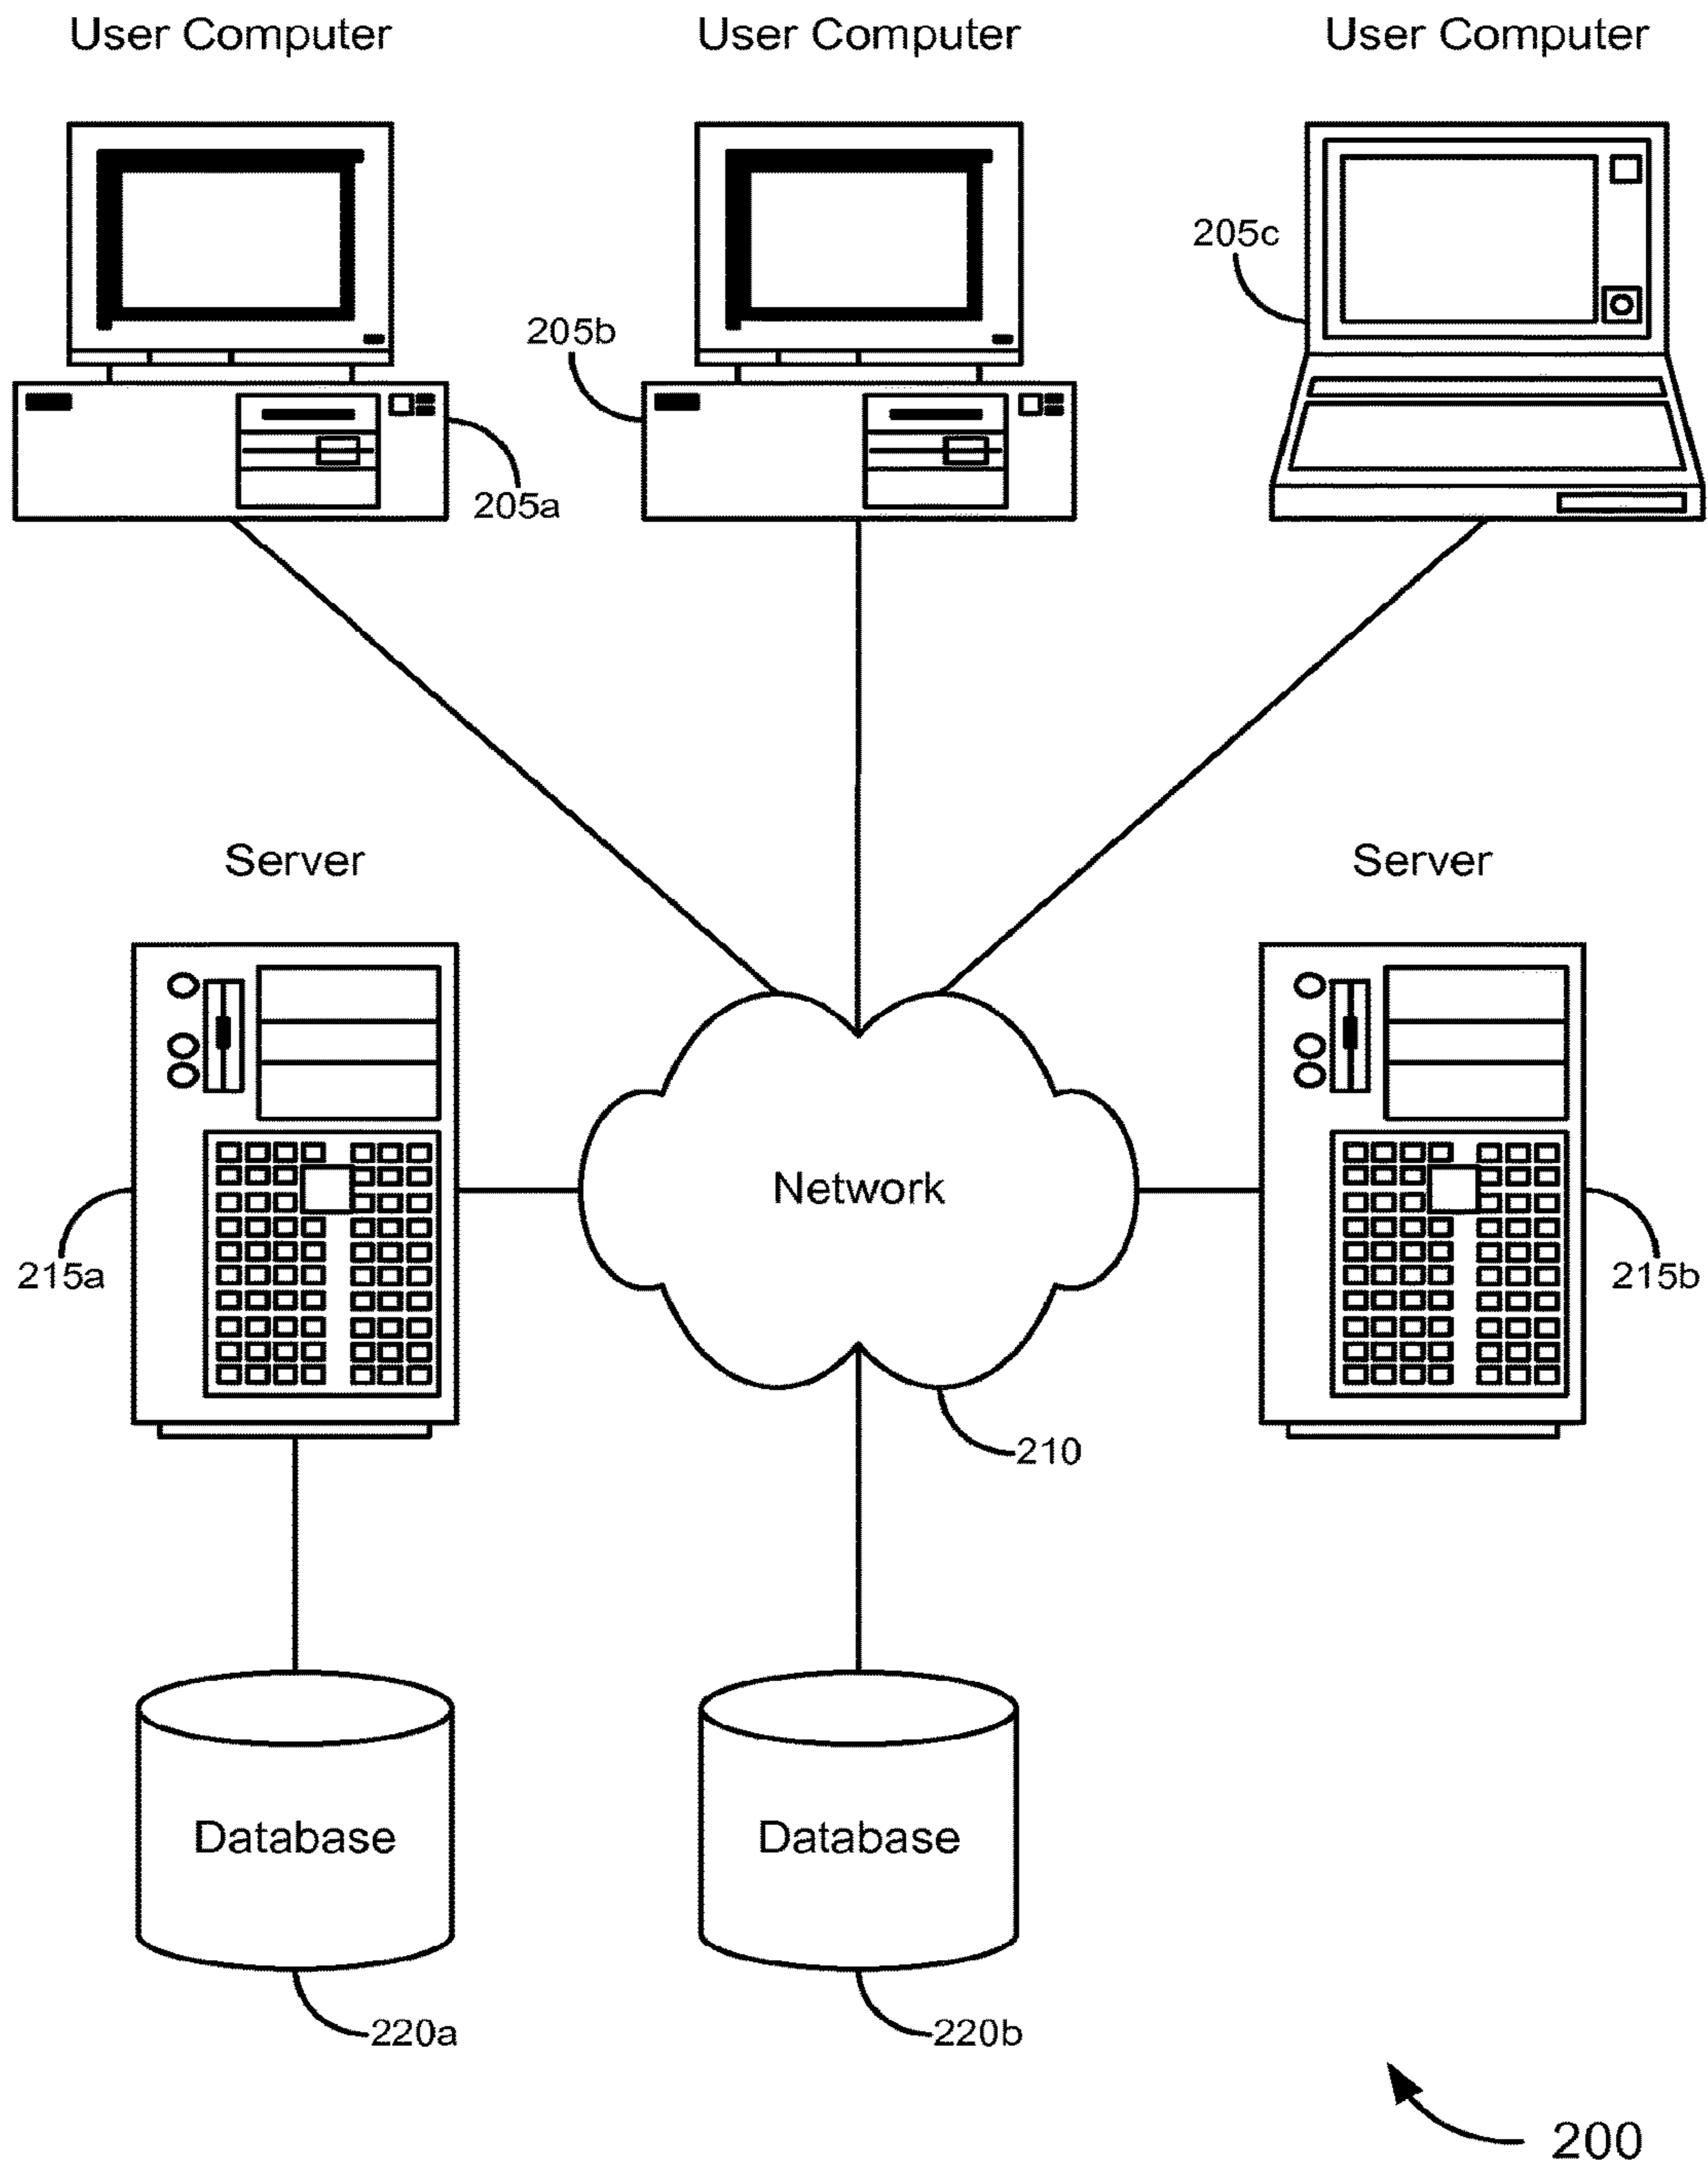 User Computer
User Computer
User Computer
205c
205b
205a
Server
Server
Network
215a
215b
210
Database
Database
220a
220b
200